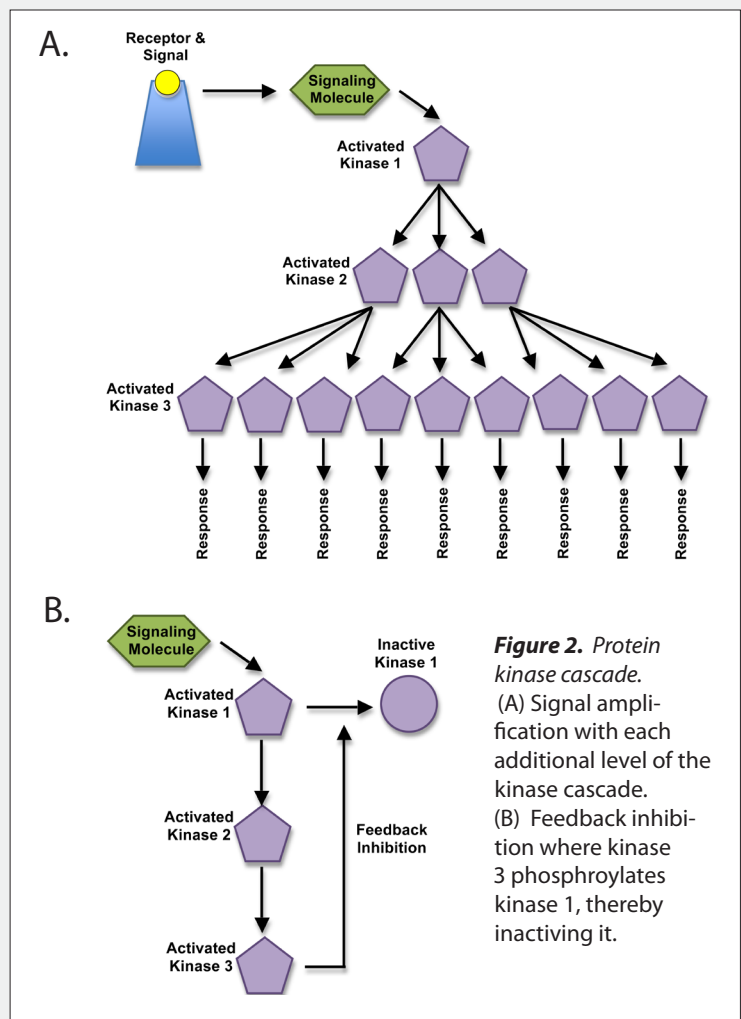 A.
Receptor &
Signal
Signaling
Molecule
Activated
Kinase 1
Activated
Kinase 2
Activated
Kinase 3
Response
Response
Response
Response
Response
Response
Response
Response
Response
B.
Signaling
Molecule
Inactive
Kinase 1
Activated
Kinase 1
Activated
Kinase 2
Feedback
Inhibition
Activated
Kinase 3
Figure 2. Protein
kinase cascade.
(A) Signal ampli-
fication with each
additional level of the
kinase cascade.
(B) Feedback inhibi-
tion where kinase
3 phosphroylates
kinase 1, thereby
inactiving it.